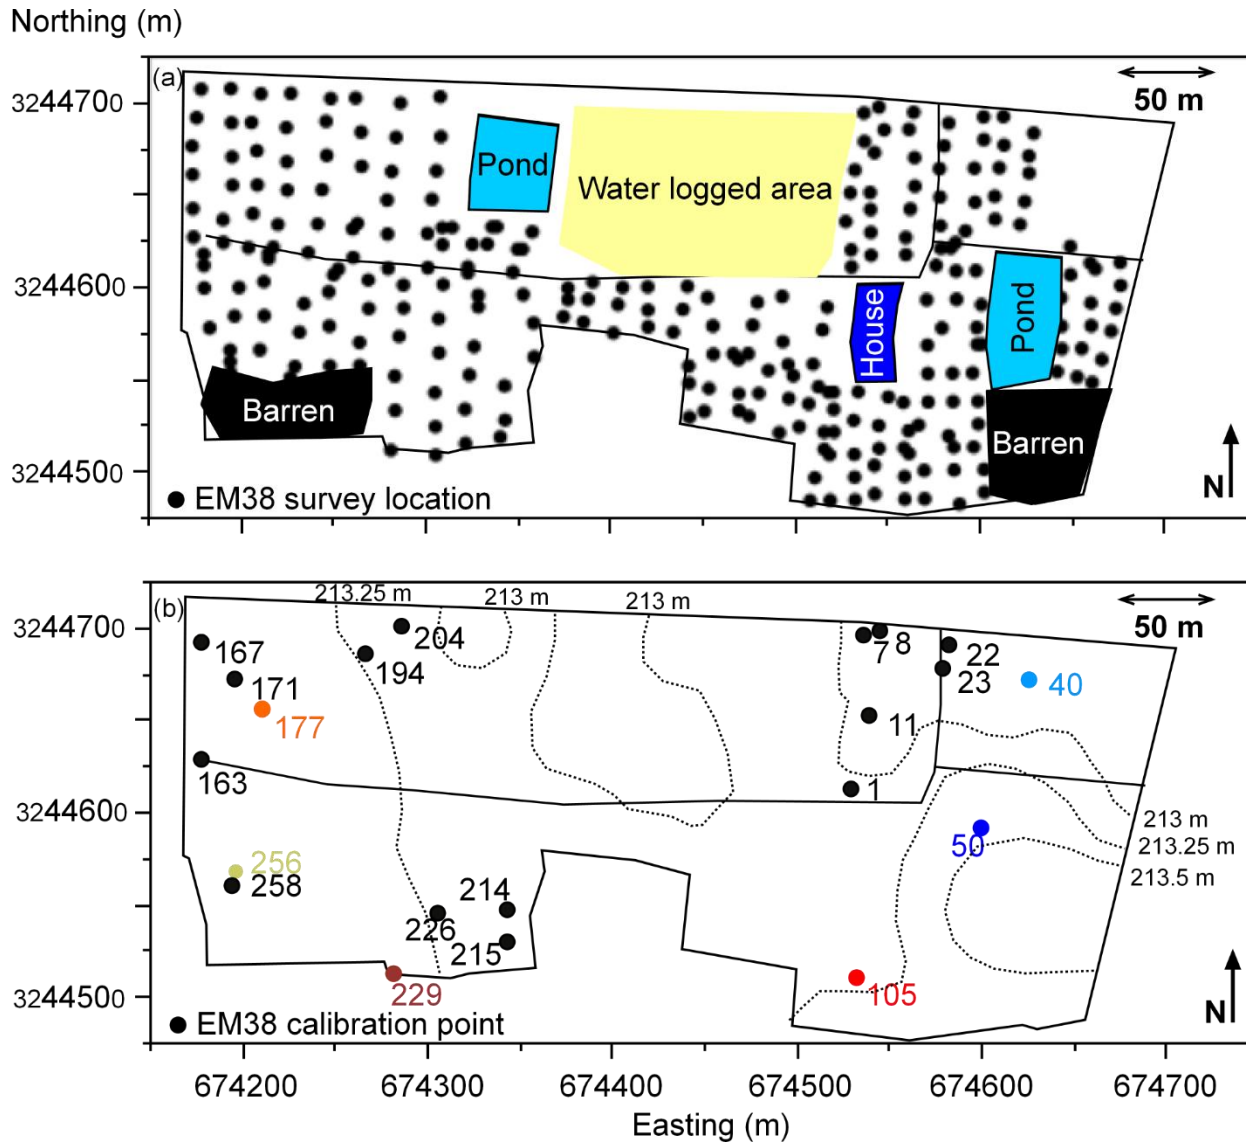 Northing (m)
(a)
50 m
3244700
Pond
Water logged area
3244600
House
Pond
Barren
Barren
3244500
EM38 survey location
N
(b)
213.25 m
213 m
213 m
50 m
3244700
204
7
8
22
167
194
23
171
40
177
11
163
1
3244600
213 m
50
213.25 m
256
213.5 m
258
214
226
215
229
105
3244500
EM38 calibration point
N
674200
674300
674400
674500
674600
674700
Easting (m)